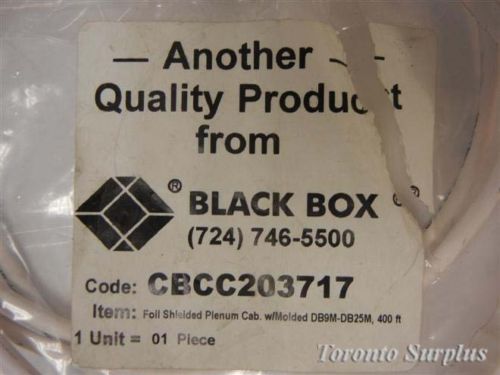 — Another —
Quality Product
from
® BLACK BOX ®
(724) 746-5500
Code: CBCC203717
Item: Foil Shielded Plenum Cab. w/Molded DB9M-DB25M, 400 ft
1 Unit = 01 Piece
Toronto Surplus